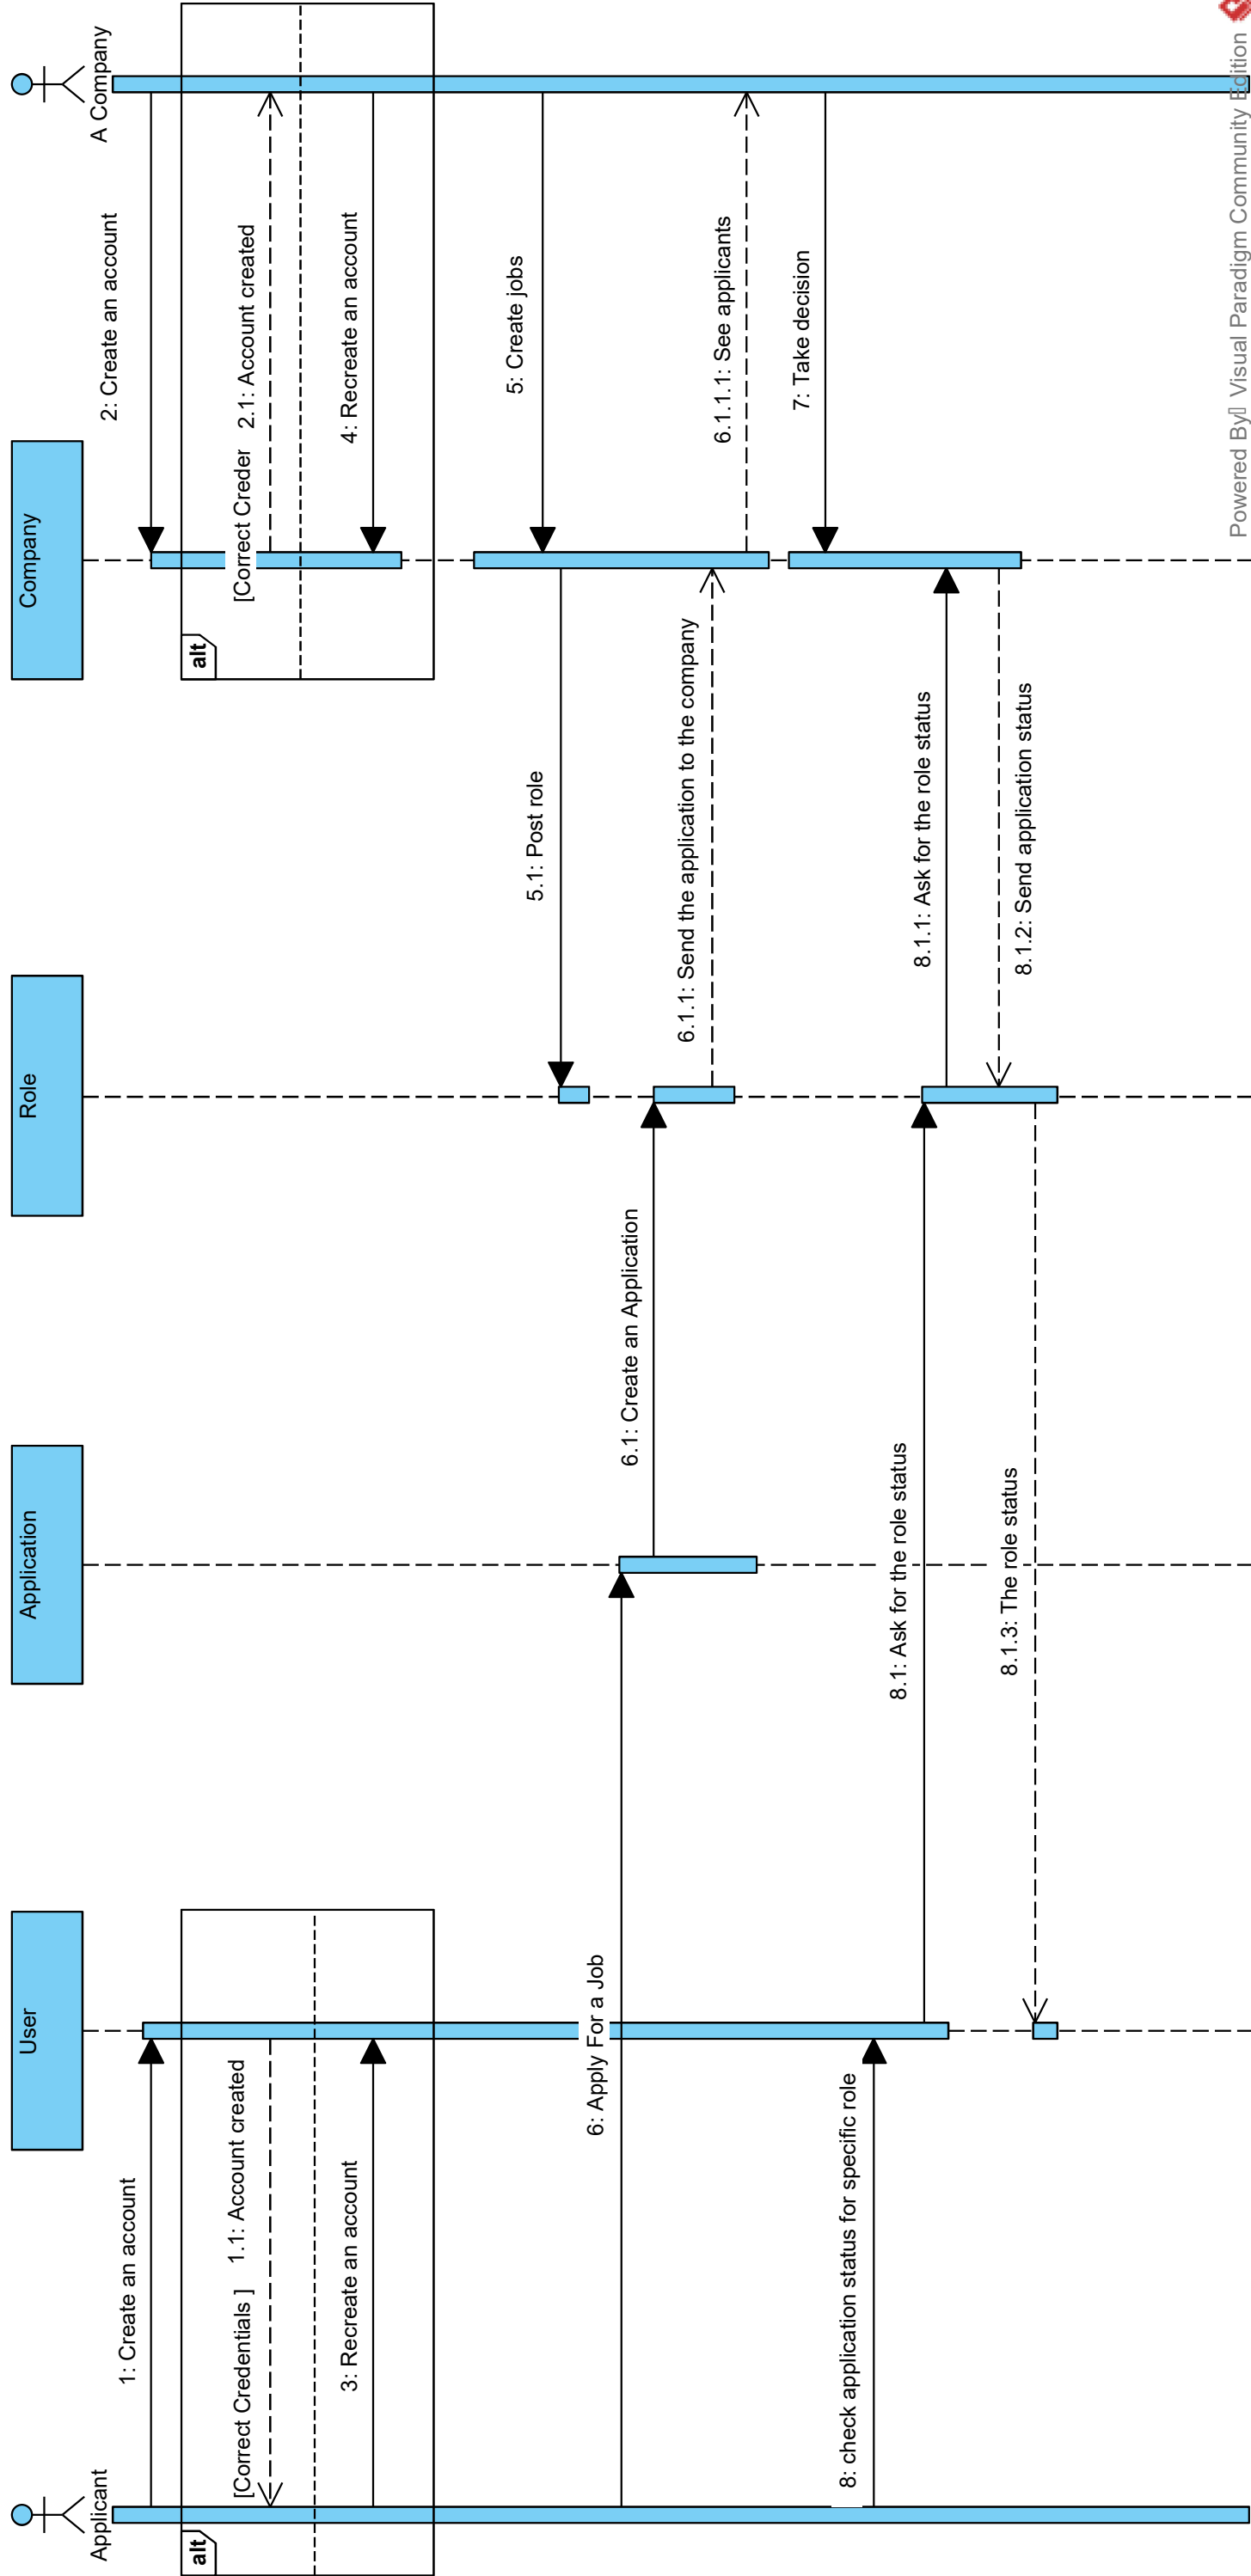 Applicant
User
Application
Role
Company
A Company
1: Create an account
2: Create an account
alt
[Correct Credentials ]
1.1: Account created
alt
[Correct Creder
2.1: Account created
3: Recreate an account
4: Recreate an account
5: Create jobs
5.1: Post role
6: Apply For a Job
6.1: Create an Application
6.1.1: Send the application to the company
6.1.1.1: See applicants
7: Take decision
8: check application status for specific role
8.1: Ask for the role status
8.1.1: Ask for the role status
8.1.2: Send application status
8.1.3: The role status
Powered By Visual Paradigm Community Edition